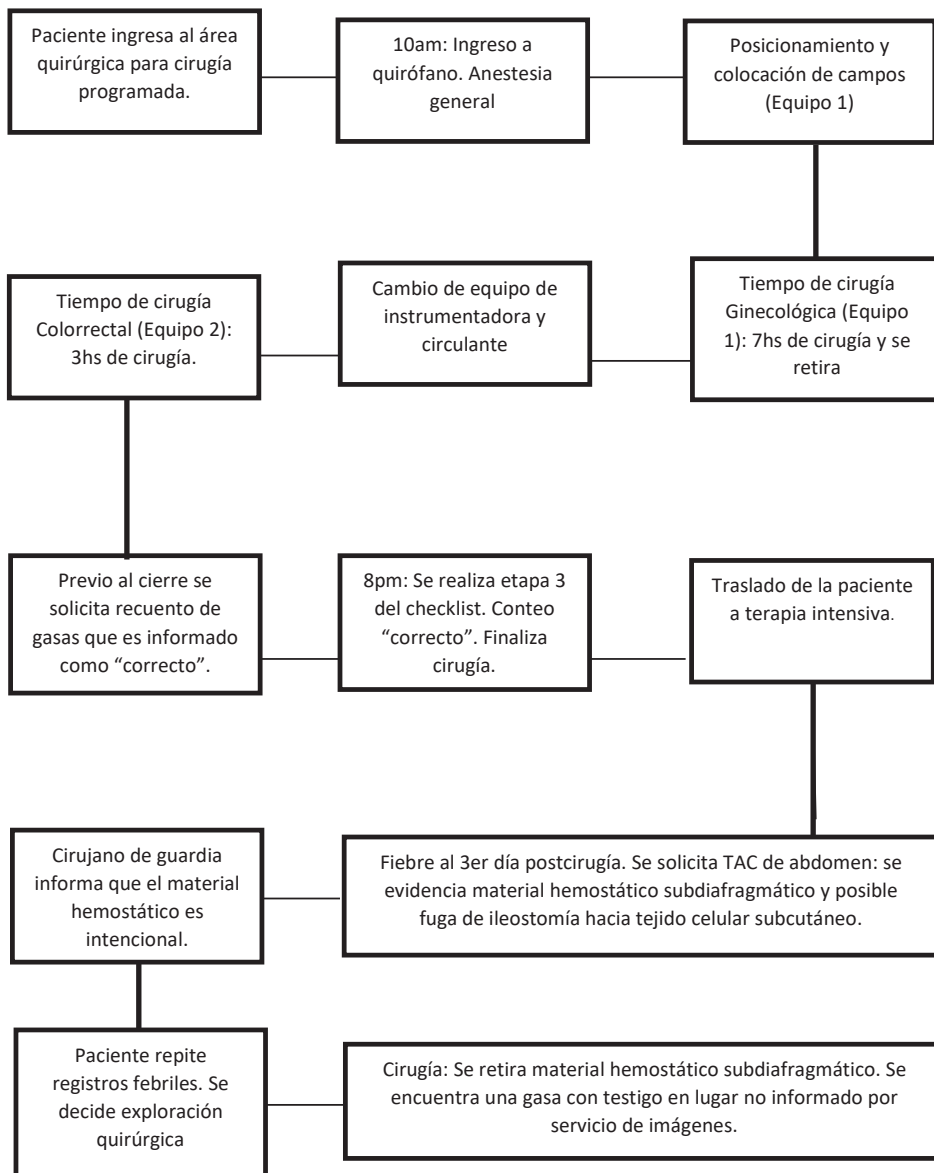 Paciente ingresa al área
quirúrgica para cirugía
programada.
10am: Ingreso a
quirófano. Anestesia
general
Posicionamiento y
colocación de campos
(Equipo 1)
Tiempo de cirugía
Ginecológica (Equipo
1): 7hs de cirugía y se
retira
Cambio de equipo de
instrumentadora y
circulante
Tiempo de cirugía
Colorrectal (Equipo 2):
3hs de cirugía.
Previo al cierre se
solicita recuento de
gasas que es informado
como “correcto”.
8pm: Se realiza etapa 3
del checklist. Conteo
“correcto”. Finaliza
cirugía.
Traslado de la paciente
a terapia intensiva.
Fiebre al 3er día postcirugía. Se solicita TAC de abdomen: se
evidencia material hemostático subdiafragmático y posible
fuga de ileostomía hacia tejido celular subcutáneo.
Cirujano de guardia
informa que el material
hemostático es
intencional.
Paciente repite
registros febriles. Se
decide exploración
quirúrgica
Cirugía: Se retira material hemostático subdiafragmático. Se
encuentra una gasa con testigo en lugar no informado por
servicio de imágenes.